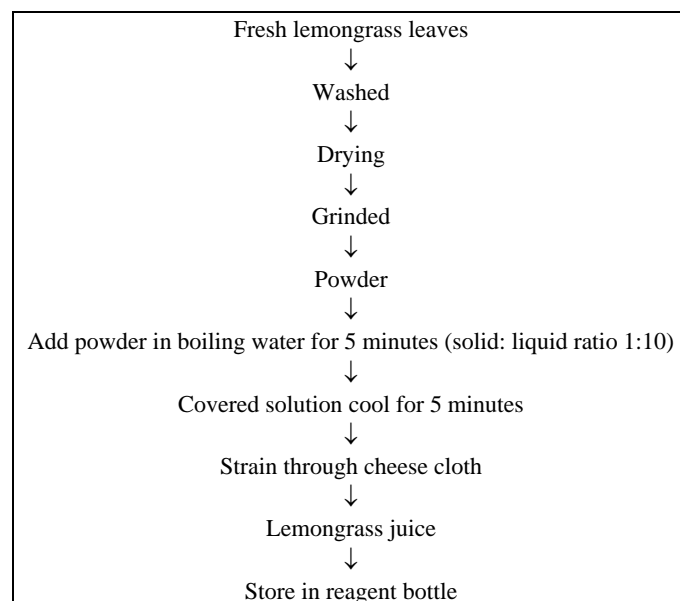 Fresh lemongrass leaves
↓
Washed
↓
Drying
↓
Grinded
↓
Powder
↓
Add powder in boiling water for 5 minutes (solid: liquid ratio 1:10)
↓
Covered solution cool for 5 minutes
↓
Strain through cheese cloth
↓
Lemongrass juice
↓
Store in reagent bottle